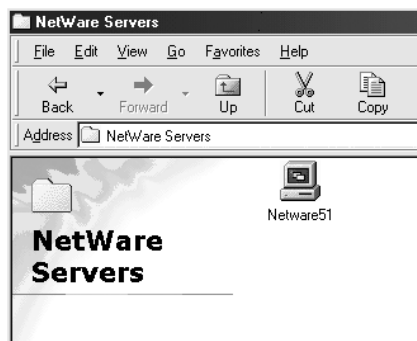 NetWare Servers
File Edit View Go Favorites Help
Back Forward Up Cut Copy
Address NetWare Servers
Netware51
NetWare
Servers